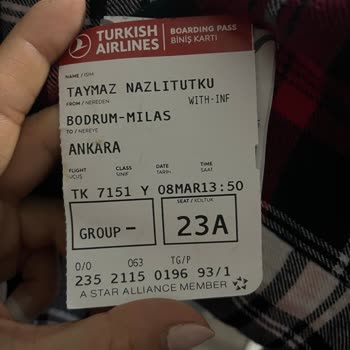 TURKISH AIRLINES
BOARDING PASS
BİNİŞ KARTI
NAME / İSİM
TAYMAZ NAZLITUTKU
FROM / NEREDEN
WITH-INF
BODRUM-MILAS
TO / NEREYE
ANKARA
FLIGHT CLASS DATE TIME
UÇUŞ SINIF TARİH SAAT
TK 7151 Y 08MAR13:50
SEAT / KOLTUK
GROUP - 23A
0/0 063 TG/P
235 2115 0196 93/1
A STAR ALLIANCE MEMBER